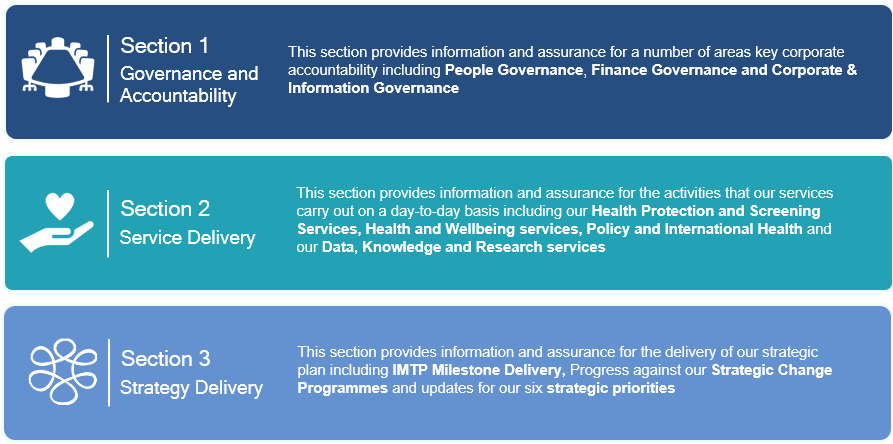 Section 1
Governance and
Accountability
This section provides information and assurance for a number of areas key corporate
accountability including People Governance, Finance Governance and Corporate &
Information Governance
Section 2
Service Delivery
This section provides information and assurance for the activities that our services
carry out on a day-to-day basis including our Health Protection and Screening
Services, Health and Wellbeing services, Policy and International Health and
our Data, Knowledge and Research services
Section 3
Strategy Delivery
This section provides information and assurance for the delivery of our strategic
plan including IMTP Milestone Delivery, Progress against our Strategic Change
Programmes and updates for our six strategic priorities